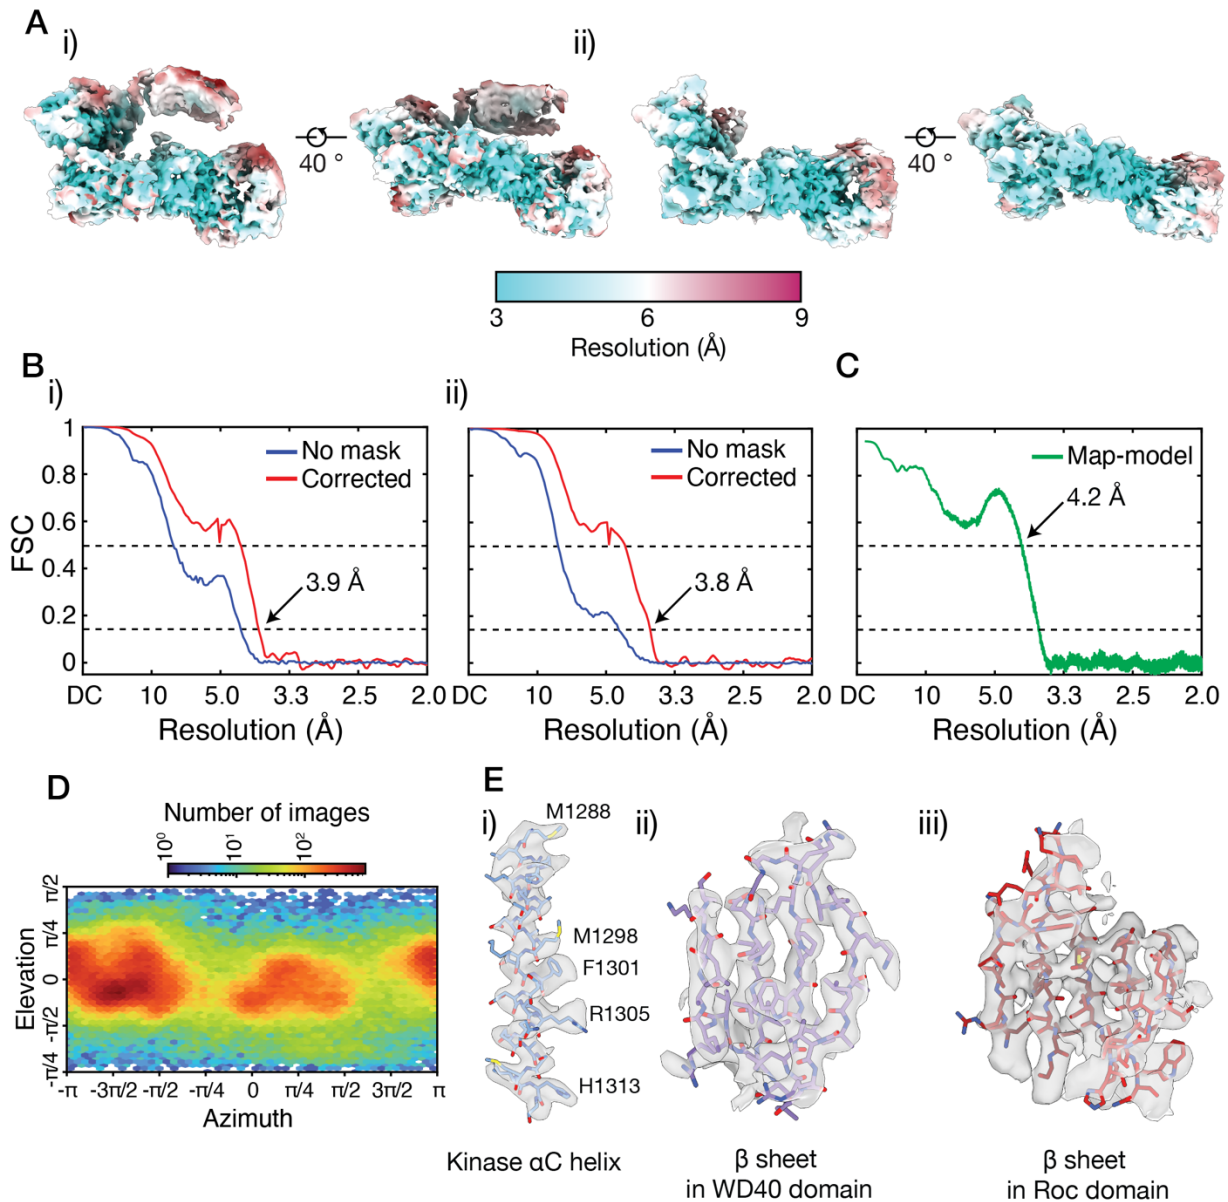 A
i)
ii)
40 °
40 °
3
6
9
Resolution (Å)
B
C
i)
ii)
1
0.8
0.6
0.4
0.2
0
FSC
No mask
Corrected
3.9 Å
DC
10
5.0
3.3
2.5
2.0
Resolution (Å)
No mask
Corrected
3.8 Å
DC
10
5.0
3.3
2.5
2.0
Resolution (Å)
Map-model
4.2 Å
DC
10
5.0
3.3
2.5
2.0
Resolution (Å)
D
Number of images
10⁰
10¹
10²
π/2
π/4
0
-π/2
-π/4
Elevation
-π
-3π/2
-π/2
-π/4
0
π/4
π/2
3π/2
π
Azimuth
E
i)
M1288
M1298
F1301
R1305
H1313
Kinase αC helix
ii)
β sheet
in WD40 domain
iii)
β sheet
in Roc domain